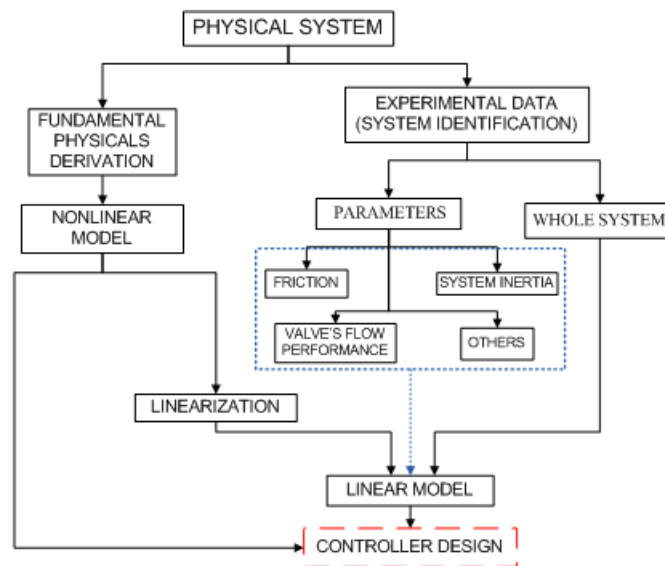 PHYSICAL SYSTEM
FUNDAMENTAL
PHYSICALS
DERIVATION
EXPERIMENTAL DATA
(SYSTEM IDENTIFICATION)
NONLINEAR
MODEL
PARAMETERS
WHOLE SYSTEM
FRICTION
SYSTEM INERTIA
VALVE'S FLOW
PERFORMANCE
OTHERS
LINEARIZATION
LINEAR MODEL
CONTROLLER DESIGN